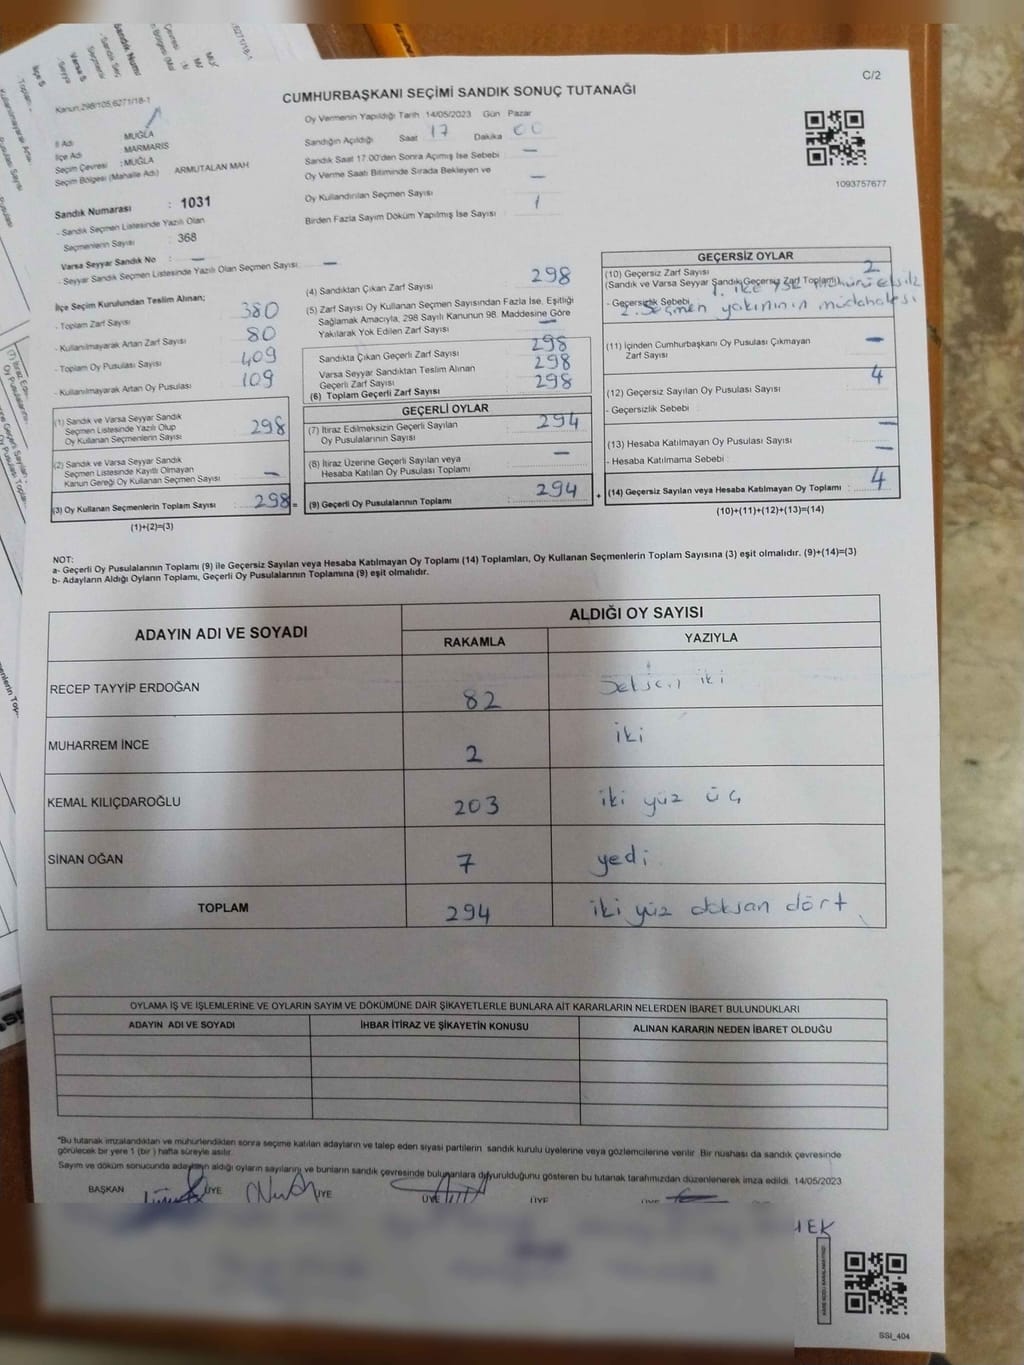 C/2
Kanun:298/105,6271/18-1
CUMHURBAŞKANI SEÇİMİ SANDIK SONUÇ TUTANAĞI
İl Adı MUĞLA
İlçe Adı MARMARİS
Seçim Çevresi : MUĞLA
Seçim Bölgesi (Mahalle Adı) ARMUTALAN MAH
Oy Vermenin Yapıldığı Tarih 14/05/2023 Gün Pazar
Sandığın Açıldığı Saat 17 Dakika 00
Sandık Saat 17.00'den Sonra Açımış İse Sebebi —
Oy Verme Saati Bitiminde Sırada Bekleyen ve
Oy Kullandırılan Seçmen Sayısı —
Birden Fazla Sayım Döküm Yapılmış İse Sayısı 1
1093757677
Sandık Numarası : 1031
- Sandık Seçmen Listesinde Yazılı Olan
Seçmenlerin Sayısı : 368
Varsa Seyyar Sandık No : —
- Seyyar Sandık Seçmen Listesinde Yazılı Olan Seçmen Sayısı: —
İlçe Seçim Kurulundan Teslim Alınan;
- Toplam Zarf Sayısı 380
- Kullanılmayarak Artan Zarf Sayısı 80
- Toplam Oy Pusulası Sayısı 409
- Kullanılmayarak Artan Oy Pusulası 109
(1) Sandık ve Varsa Seyyar Sandık
Seçmen Listesinde Yazılı Olup
Oy Kullanan Seçmenlerin Sayısı 298
(2) Sandık ve Varsa Seyyar Sandık
Seçmen Listesinde Kayıtlı Olmayan
Kanun Gereği Oy Kullanan Seçmen Sayısı —
(3) Oy Kullanan Seçmenlerin Toplam Sayısı : 298 =
(1)+(2)=(3)
(4) Sandıktan Çıkan Zarf Sayısı : 298
(5) Zarf Sayısı Oy Kullanan Seçmen Sayısından Fazla İse, Eşitliği
Sağlamak Amacıyla, 298 Sayılı Kanunun 98. Maddesine Göre
Yakılarak Yok Edilen Zarf Sayısı : —
Sandıkta Çıkan Geçerli Zarf Sayısı 298
Varsa Seyyar Sandıktan Teslim Alınan
Geçerli Zarf Sayısı 298
(6) Toplam Geçerli Zarf Sayısı : 298
GEÇERLİ OYLAR
(7) İtiraz Edilmeksizin Geçerli Sayılan
Oy Pusulalarının Sayısı : 294
(8) İtiraz Üzerine Geçerli Sayılan veya
Hesaba Katılan Oy Pusulası Toplamı : —
(9) Geçerli Oy Pusulalarının Toplamı : 294 +
GEÇERSİZ OYLAR
(10) Geçersiz Zarf Sayısı 2
(Sandık ve Varsa Seyyar Sandık Geçersiz Zarf Toplamı)
- Geçersizlik Sebebi
2. Seçmen yakınının müdahalesi
(11) İçinden Cumhurbaşkanı Oy Pusulası Çıkmayan
Zarf Sayısı —
(12) Geçersiz Sayılan Oy Pusulası Sayısı : 4
- Geçersizlik Sebebi :
(13) Hesaba Katılmayan Oy Pusulası Sayısı : —
- Hesaba Katılmama Sebebi : —
(14) Geçersiz Sayılan veya Hesaba Katılmayan Oy Toplamı : 4
(10)+(11)+(12)+(13)=(14)
NOT:
a- Geçerli Oy Pusulalarının Toplamı (9) ile Geçersiz Sayılan veya Hesaba Katılmayan Oy Toplamı (14) Toplamları, Oy Kullanan Seçmenlerin Toplam Sayısına (3) eşit olmalıdır. (9)+(14)=(3)
b- Adayların Aldığı Oyların Toplamı, Geçerli Oy Pusulalarının Toplamına (9) eşit olmalıdır.
ADAYIN ADI VE SOYADI
ALDIĞI OY SAYISI
RAKAMLA YAZIYLA
RECEP TAYYİP ERDOĞAN 82 Seksen iki
MUHARREM İNCE 2 iki
KEMAL KILIÇDAROĞLU 203 iki yüz üç
SİNAN OĞAN 7 yedi
TOPLAM 294 iki yüz doksan dört
OYLAMA İŞ VE İŞLEMLERİNE VE OYLARIN SAYIM VE DÖKÜMÜNE DAİR ŞİKAYETLERLE BUNLARA AİT KARARLARIN NELERDEN İBARET BULUNDUKLARI
ADAYIN ADI VE SOYADI İHBAR İTİRAZ VE ŞİKAYETİN KONUSU ALINAN KARARIN NEDEN İBARET OLDUĞU
*Bu tutanak imzalandıktan ve mühürlendikten sonra seçime katılan adayların ve talep eden siyasi partilerin sandık kurulu üyelerine veya gözlemcilerine verilir. Bir nüshası da sandık çevresinde
görülecek bir yere 1 (bir) hafta süreyle asılır.
Sayım ve döküm sonucunda adayların aldığı oyların sayılarını ve bunların sandık çevresinde bulunanlara duyurulduğunu gösteren bu tutanak tarafımızdan düzenlenerek imza edildi. 14/05/2023
BAŞKAN ÜYE ÜYE ÜYE ÜYE ÜYE
SSI_404